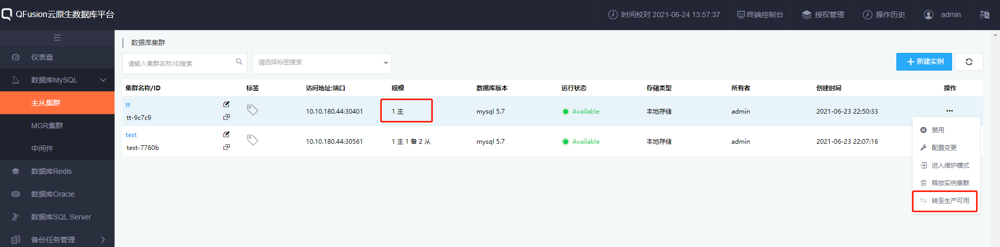 QFusion云原生数据库平台
时间校对 2021-06-24 13:57:37
终端控制台
授权管理
操作历史
admin
仪表盘
数据库MySQL
主从集群
MGR集群
中间件
数据库Redis
数据库Oracle
数据库SQL Server
备份任务管理
数据库集群
请输入集群名称/ID搜索
请选择标签搜索
新建实例
集群名称/ID 标签 访问地址:端口 规模 数据库版本 运行状态 存储类型 所有者 创建时间 操作
tt
tt-9c7c9
10.10.180.44:30401 1 主 mysql 5.7 Available 本地存储 admin 2021-06-23 22:50:33 ···
test
test-7760b
10.10.180.44:30561 1 主 1 备 2 从 mysql 5.7 Available 本地存储 admin 2021-06-23 22:07:16
禁用
配置变更
进入维护模式
释放实例集群
转至生产可用